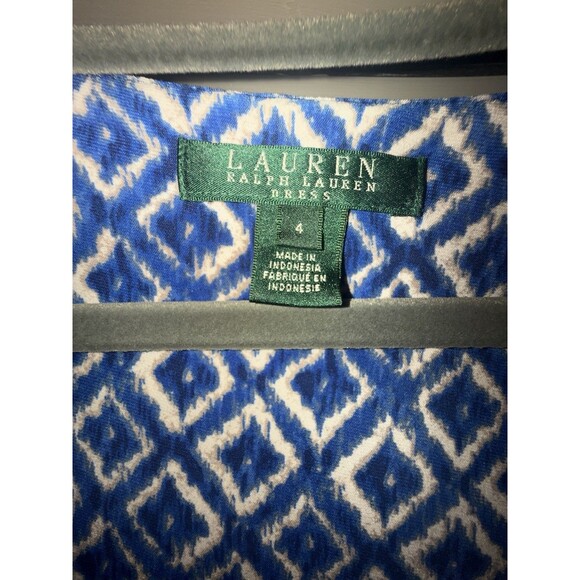 LAUREN
RALPH LAUREN
DRESS
4
MADE IN
INDONESIA
FABRIQUÉ EN
INDONESIE